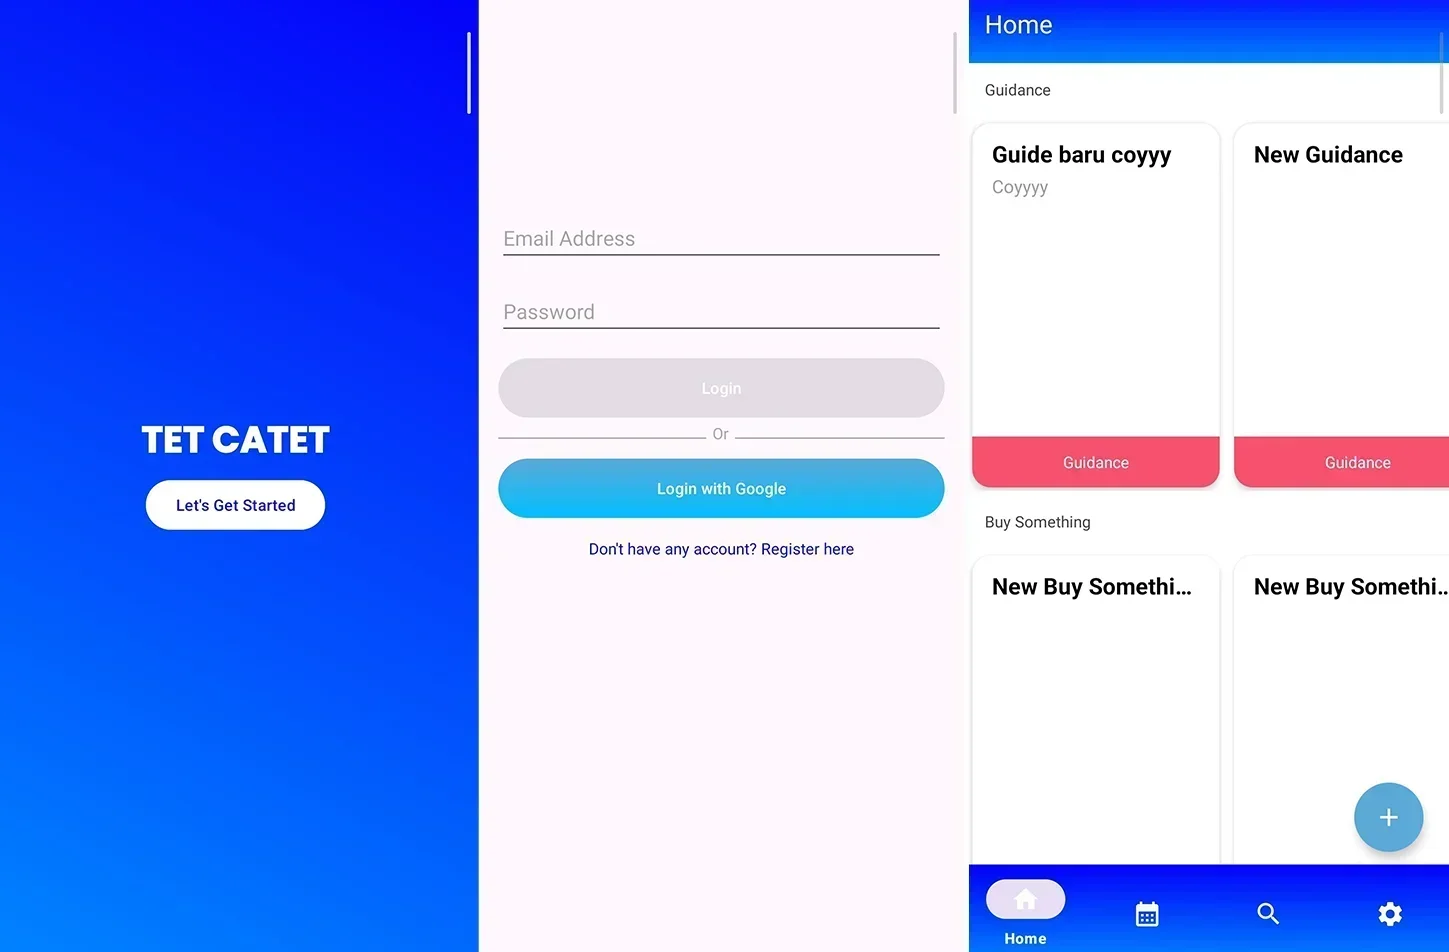 TET CATET
Let's Get Started
Email Address
Password
Login
Or
Login with Google
Don't have any account? Register here
Home
Guidance
Guide baru coyyy
Coyyyy
Guidance
New Guidance
Guidance
Buy Something
New Buy Somethi...
New Buy Somethi...
Home